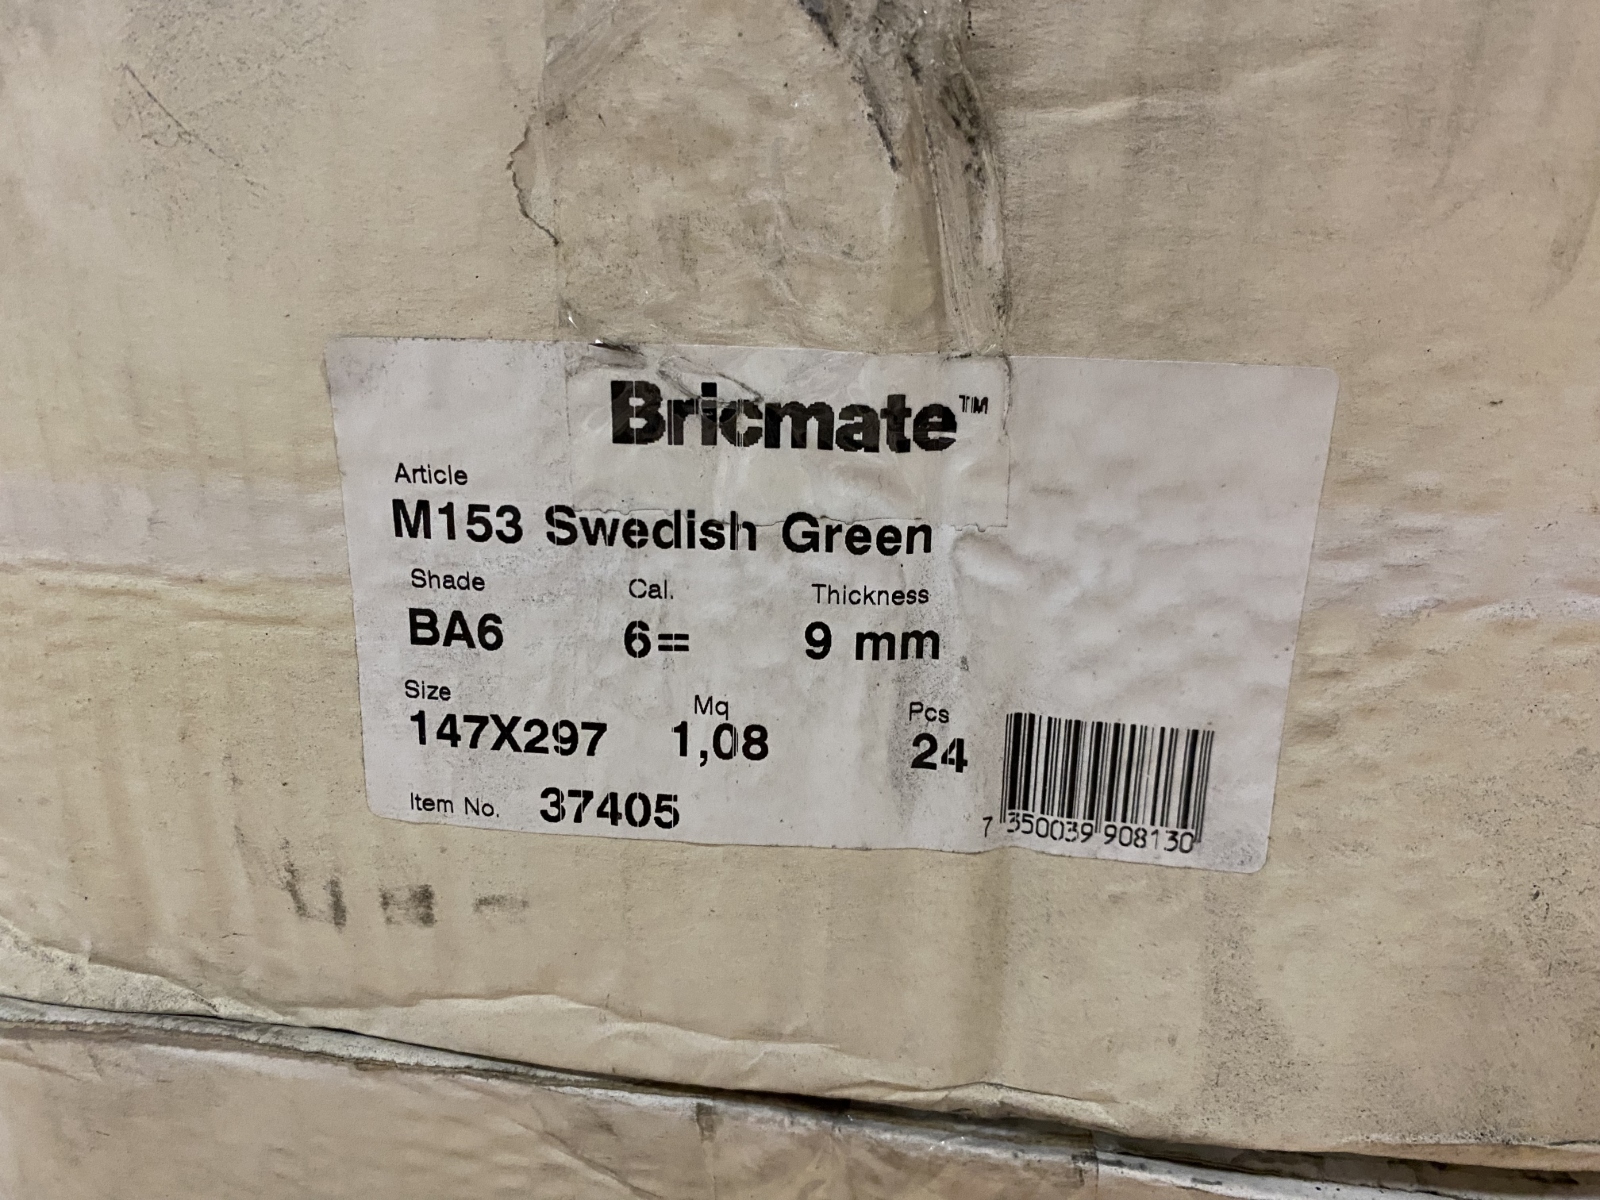 Bricmate™
Article
M153 Swedish Green
Shade Cal. Thickness
BA6 6== 9 mm
Size Mq Pcs
147X297 1,08 24
Item No. 37405
7 350039 908130